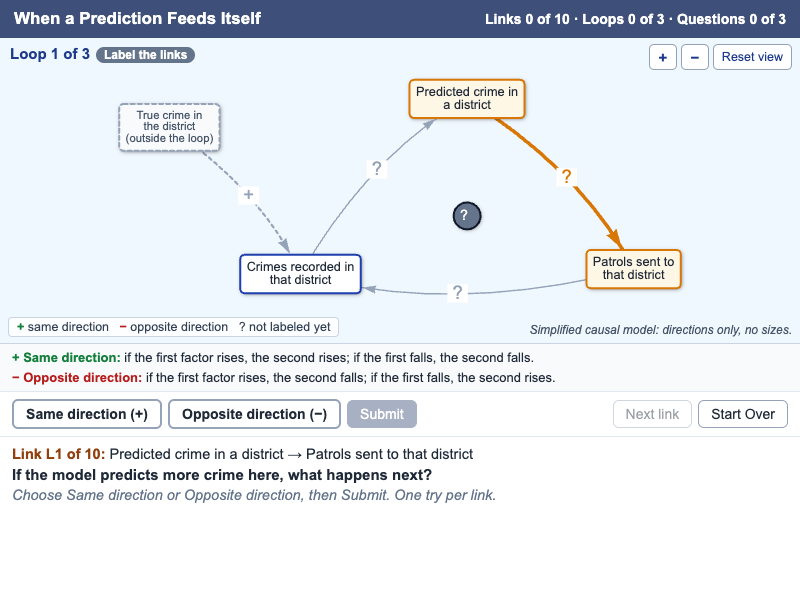 When a Prediction Feeds Itself
Links 0 of 10 · Loops 0 of 3 · Questions 0 of 3
Loop 1 of 3
Label the links
+
−
Reset view
Predicted crime in
a district
True crime in
the district
(outside the loop)
?
?
+
?
Crimes recorded in
that district
Patrols sent to
that district
?
+ same direction − opposite direction ? not labeled yet
Simplified causal model: directions only, no sizes.
+ Same direction: if the first factor rises, the second rises; if the first falls, the second falls.
− Opposite direction: if the first factor rises, the second falls; if the first falls, the second rises.
Same direction (+)
Opposite direction (−)
Submit
Next link
Start Over
Link L1 of 10: Predicted crime in a district → Patrols sent to that district
If the model predicts more crime here, what happens next?
Choose Same direction or Opposite direction, then Submit. One try per link.